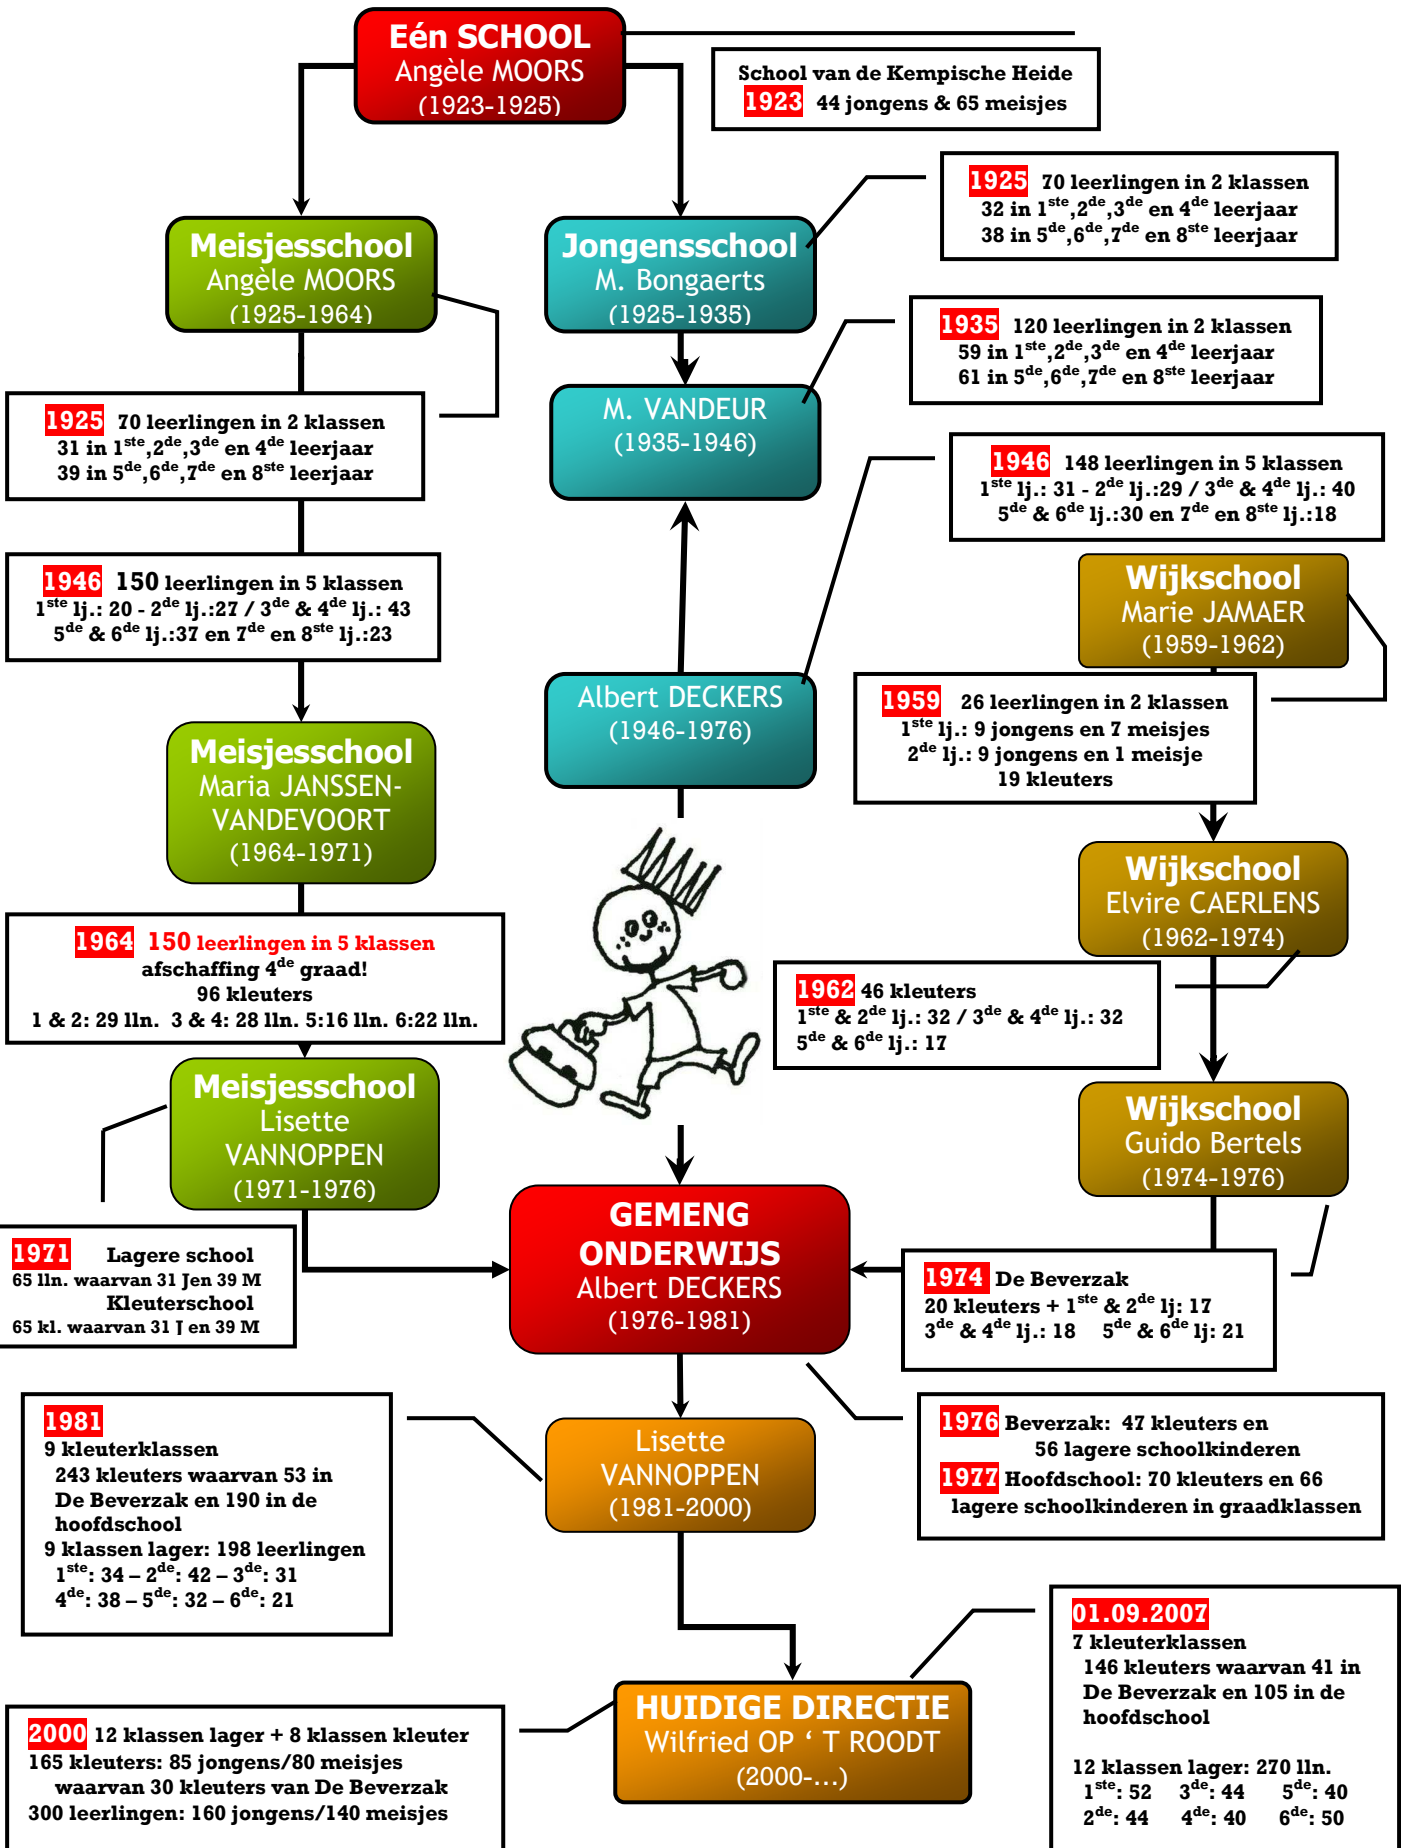 Eén SCHOOL
Angèle MOORS
(1923-1925)
School van de Kempische Heide
1923 44 jongens & 65 meisjes
1925 70 leerlingen in 2 klassen
32 in 1ste,2de,3de en 4de leerjaar
38 in 5de,6de,7de en 8ste leerjaar
Meisjesschool
Angèle MOORS
(1925-1964)
Jongensschool
M. Bongaerts
(1925-1935)
1935 120 leerlingen in 2 klassen
59 in 1ste,2de,3de en 4de leerjaar
61 in 5de,6de,7de en 8ste leerjaar
1925 70 leerlingen in 2 klassen
31 in 1ste,2de,3de en 4de leerjaar
39 in 5de,6de,7de en 8ste leerjaar
M. VANDEUR
(1935-1946)
1946 148 leerlingen in 5 klassen
1ste lj.: 31 - 2de lj.:29 / 3de & 4de lj.: 40
5de & 6de lj.:30 en 7de en 8ste lj.:18
1946 150 leerlingen in 5 klassen
1ste lj.: 20 - 2de lj.:27 / 3de & 4de lj.: 43
5de & 6de lj.:37 en 7de en 8ste lj.:23
Wijkschool
Marie JAMAER
(1959-1962)
Albert DECKERS
(1946-1976)
1959 26 leerlingen in 2 klassen
1ste lj.: 9 jongens en 7 meisjes
2de lj.: 9 jongens en 1 meisje
19 kleuters
Meisjesschool
Maria JANSSEN-
VANDEVOORT
(1964-1971)
Wijkschool
Elvire CAERLENS
(1962-1974)
1964 150 leerlingen in 5 klassen
afschaffing 4de graad!
96 kleuters
1 & 2: 29 lln. 3 & 4: 28 lln. 5:16 lln. 6:22 lln.
1962 46 kleuters
1ste & 2de lj.: 32 / 3de & 4de lj.: 32
5de & 6de lj.: 17
Meisjesschool
Lisette
VANNOPPEN
(1971-1976)
Wijkschool
Guido Bertels
(1974-1976)
1971 Lagere school
65 lln. waarvan 31 Jen 39 M
Kleuterschool
65 kl. waarvan 31 J en 39 M
GEMENG
ONDERWIJS
Albert DECKERS
(1976-1981)
1974 De Beverzak
20 kleuters + 1ste & 2de lj: 17
3de & 4de lj.: 18 5de & 6de lj: 21
1981
9 kleuterklassen
243 kleuters waarvan 53 in
De Beverzak en 190 in de
hoofdschool
9 klassen lager: 198 leerlingen
1ste: 34 – 2de: 42 – 3de: 31
4de: 38 – 5de: 32 – 6de: 21
Lisette
VANNOPPEN
(1981-2000)
1976 Beverzak: 47 kleuters en
56 lagere schoolkinderen
1977 Hoofdschool: 70 kleuters en 66
lagere schoolkinderen in graadklassen
01.09.2007
7 kleuterklassen
146 kleuters waarvan 41 in
De Beverzak en 105 in de
hoofdschool
12 klassen lager: 270 lln.
1ste: 52 3de: 44 5de: 40
2de: 44 4de: 40 6de: 50
HUIDIGE DIRECTIE
Wilfried OP ‘ T ROODT
(2000-...)
2000 12 klassen lager + 8 klassen kleuter
165 kleuters: 85 jongens/80 meisjes
waarvan 30 kleuters van De Beverzak
300 leerlingen: 160 jongens/140 meisjes